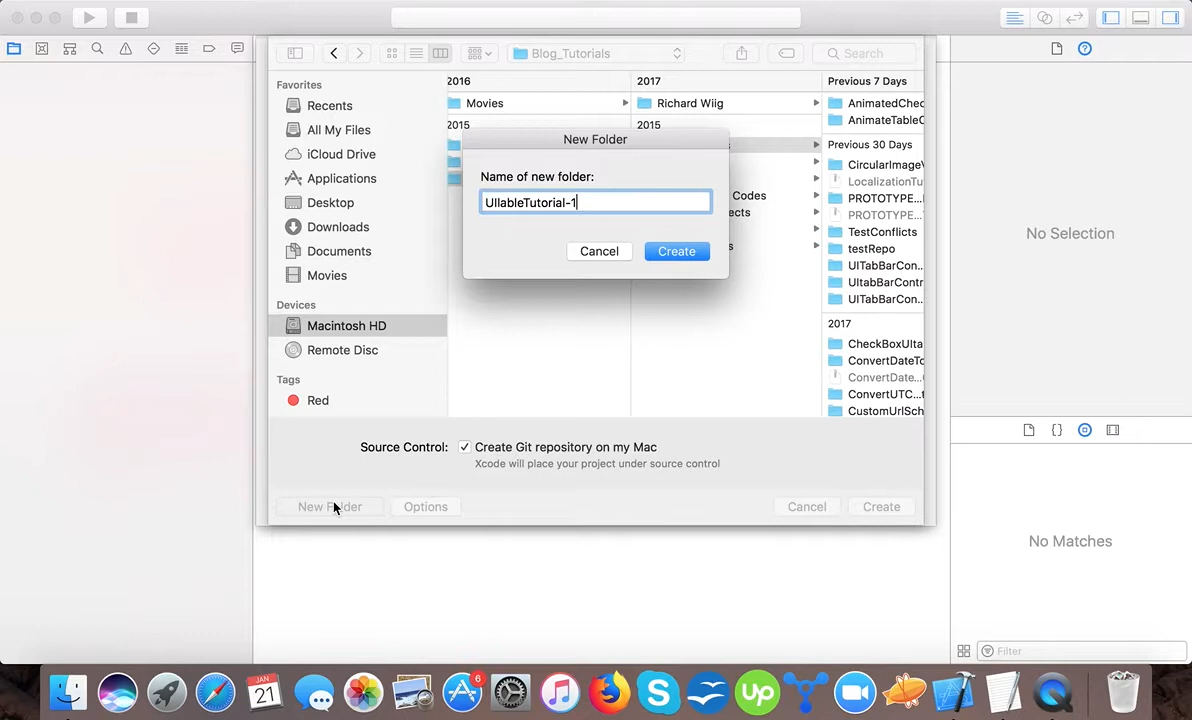 Blog_Tutorials
Search
Favorites
Recents
All My Files
iCloud Drive
Applications
Desktop
Downloads
Documents
Movies
Devices
Macintosh HD
Remote Disc
Tags
Red
2016
Movies
2015
2017
Richard Wiig
2015
Codes
Previous 7 Days
AnimatedChec
AnimateTableC
Previous 30 Days
CircularImageV
LocalizationTu
PROTOTYPE...
PROTOTYPE...
TestConflicts
testRepo
UITabBarCon...
UItabBarContr
UITabBarCon...
2017
CheckBoxUIta
ConvertDateTo
ConvertDate...
ConvertUTC...t
CustomUrlSch
New Folder
Name of new folder:
UIlableTutorial-1
Cancel
Create
Source Control:
Create Git repository on my Mac
Xcode will place your project under source control
New Folder
Options
Cancel
Create
No Selection
No Matches
Filter
JAN
21
6
up